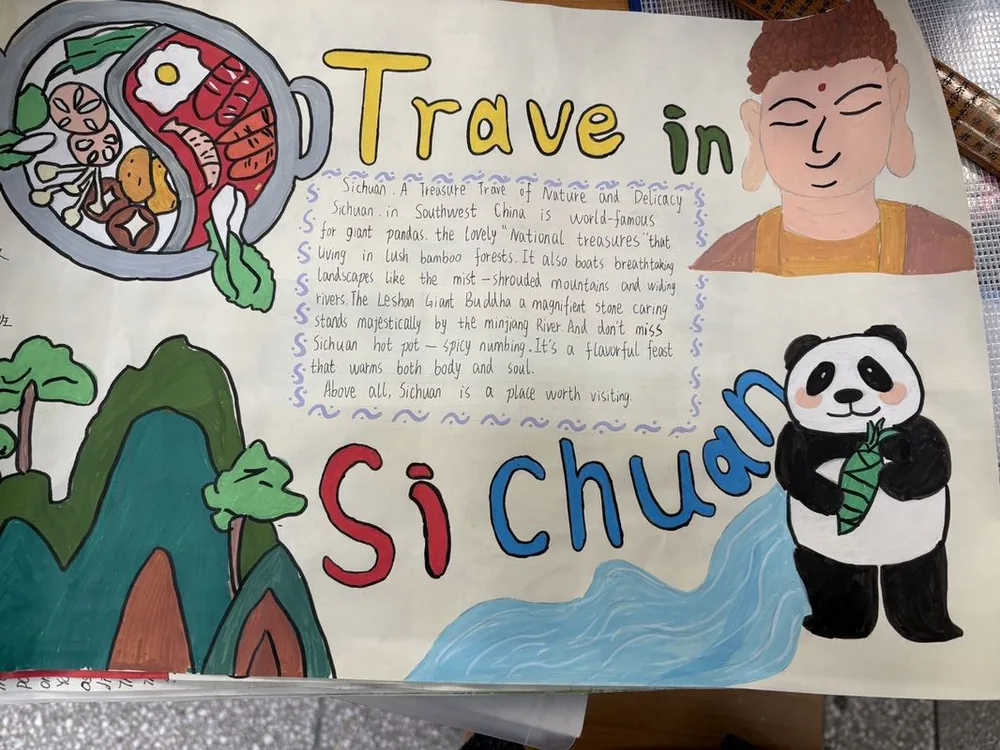 Trave in
Sichuan. A Treasure Trave of Nature and Delicacy
Sichuan. in Southwest China is world-famous
for giant pandas. the lovely "National treasures" that
living in lush bamboo forests. It also boats breathtaking
landscapes like the mist-shrouded mountains and widing
rivers. The Leshan Giant Buddha a magnifient stone caring
stands majestically by the minjiang River. And don't miss
Sichuan hot pot - spicy numbing. It's a flavorful feast
that warms both body and soul.
Above all, Sichuan is a place worth visiting.
Si chuan